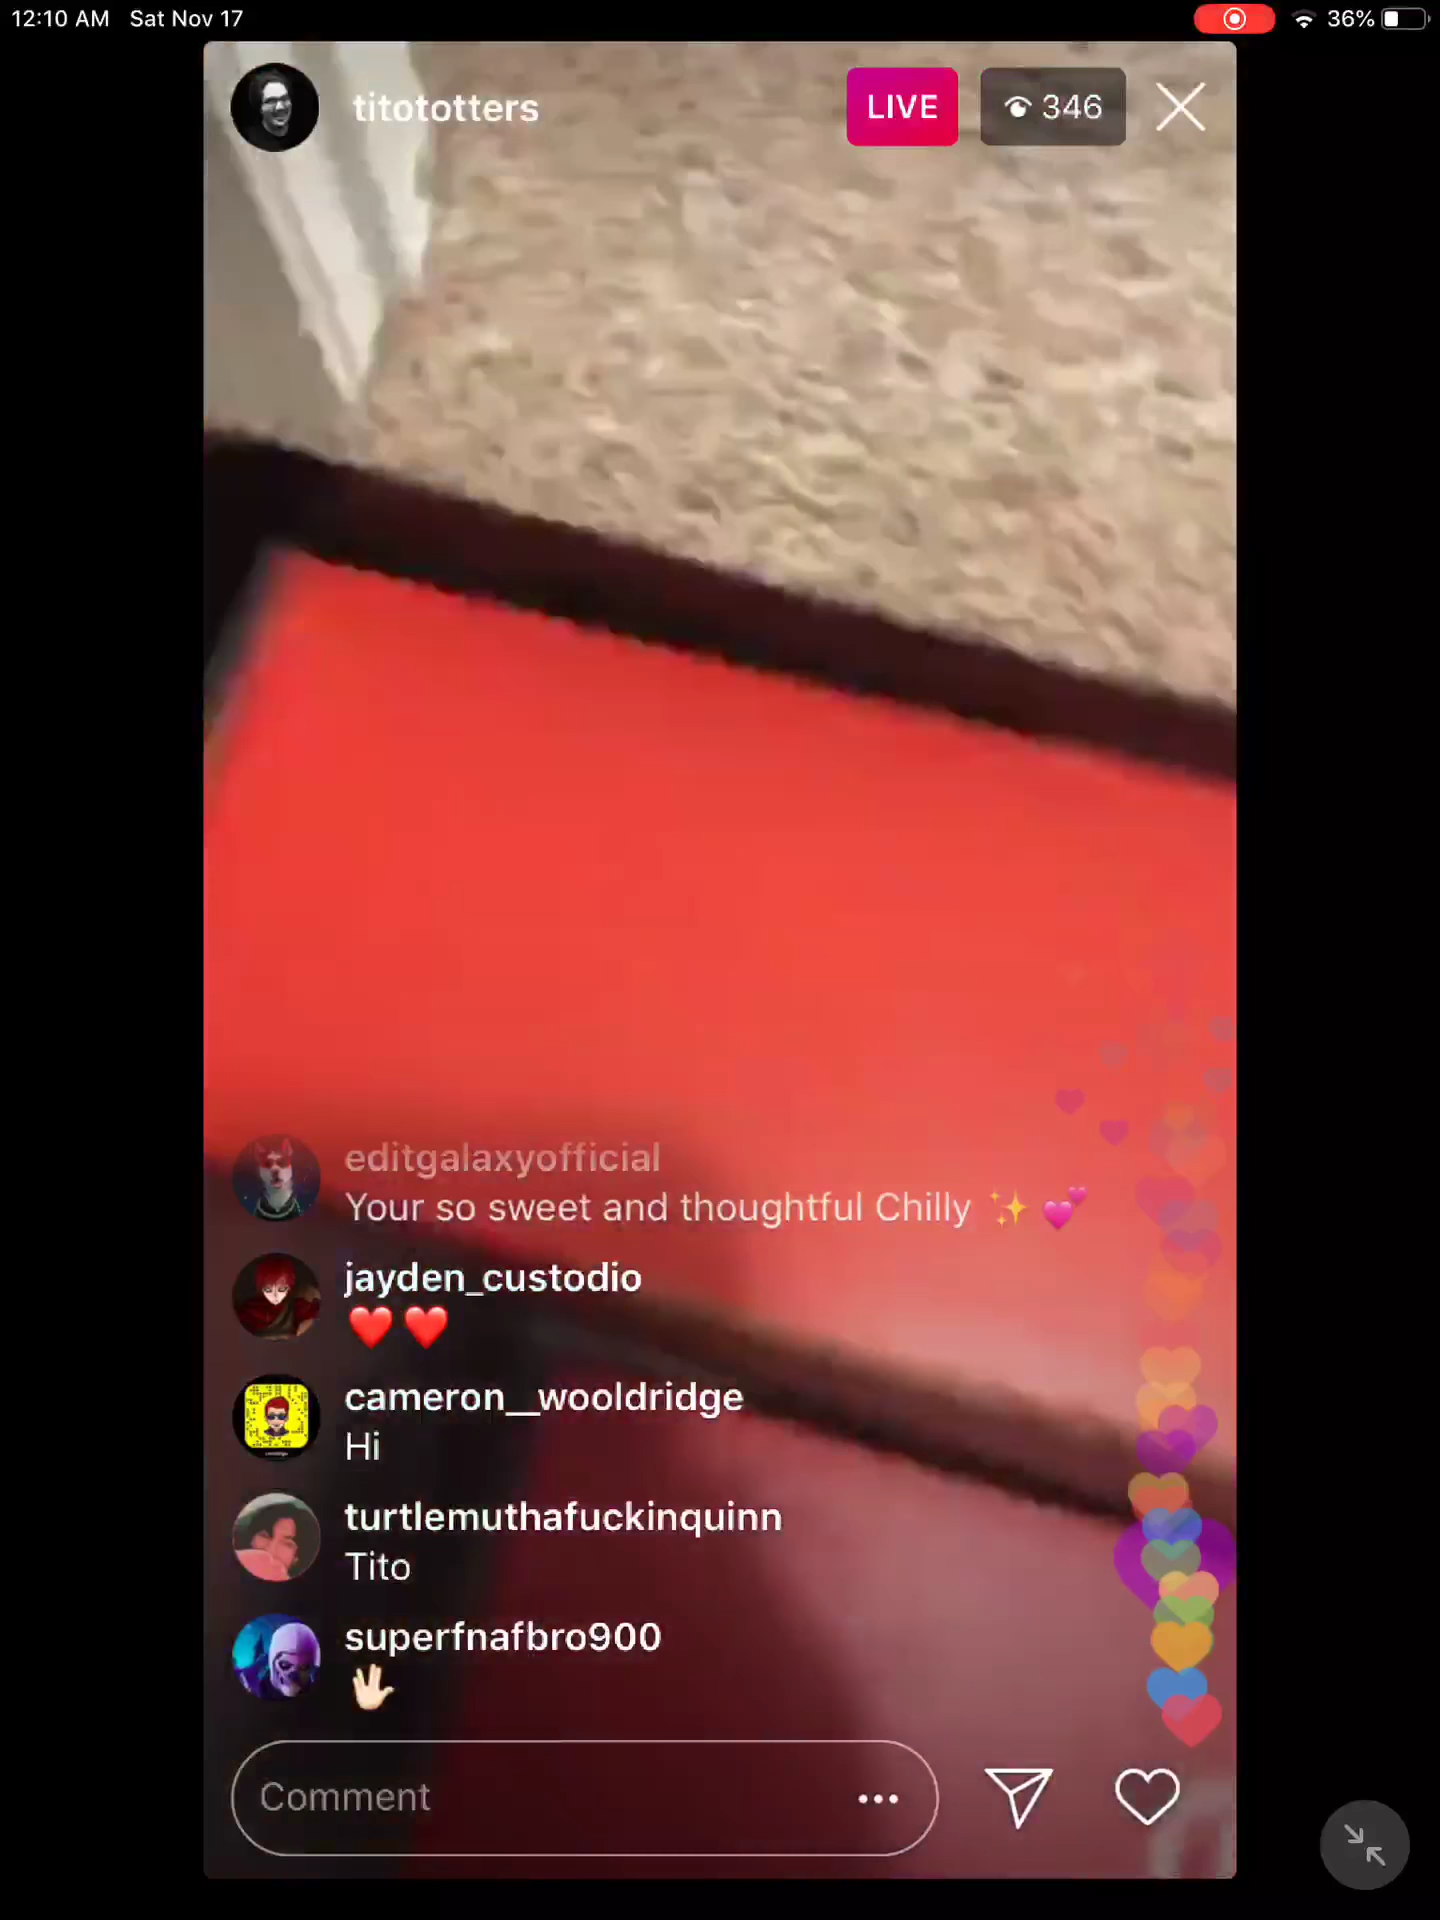 12:10 AM Sat Nov 17
36%
titototters
LIVE
346
editgalaxyofficial
Your so sweet and thoughtful Chilly ✨ 💕
jayden_custodio
❤️ ❤️
cameron__wooldridge
Hi
turtlemuthafuckinquinn
Tito
superfnafbro900
🖖🏻
Comment